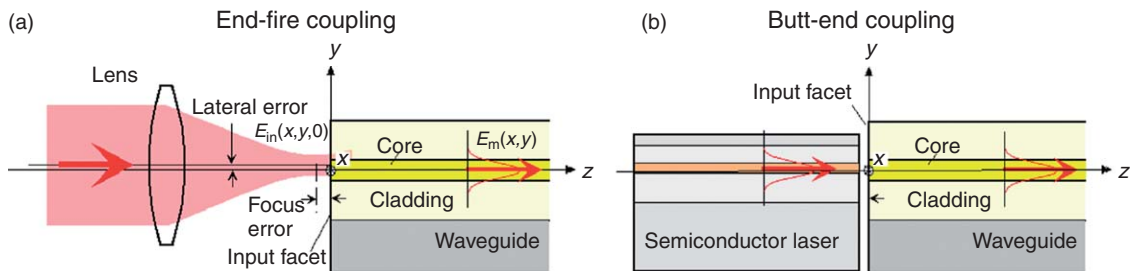 (a) End-fire coupling
y
Lens
Lateral error
E_in(x,y,0)
E_m(x,y)
Core
x
z
Cladding
Focus error
Input facet
Waveguide
(b) Butt-end coupling
y
Input facet
Core
x
z
Cladding
Semiconductor laser
Waveguide